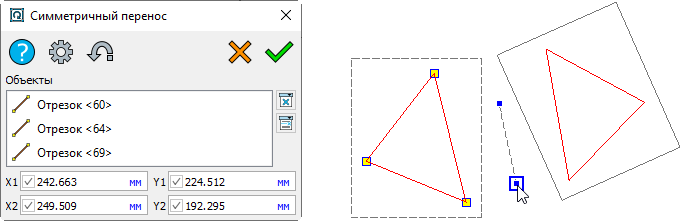 Симметричный перенос
Объекты
Отрезок <60>
Отрезок <64>
Отрезок <69>
X1 242.663 мм Y1 224.512 мм
X2 249.509 мм Y2 192.295 мм